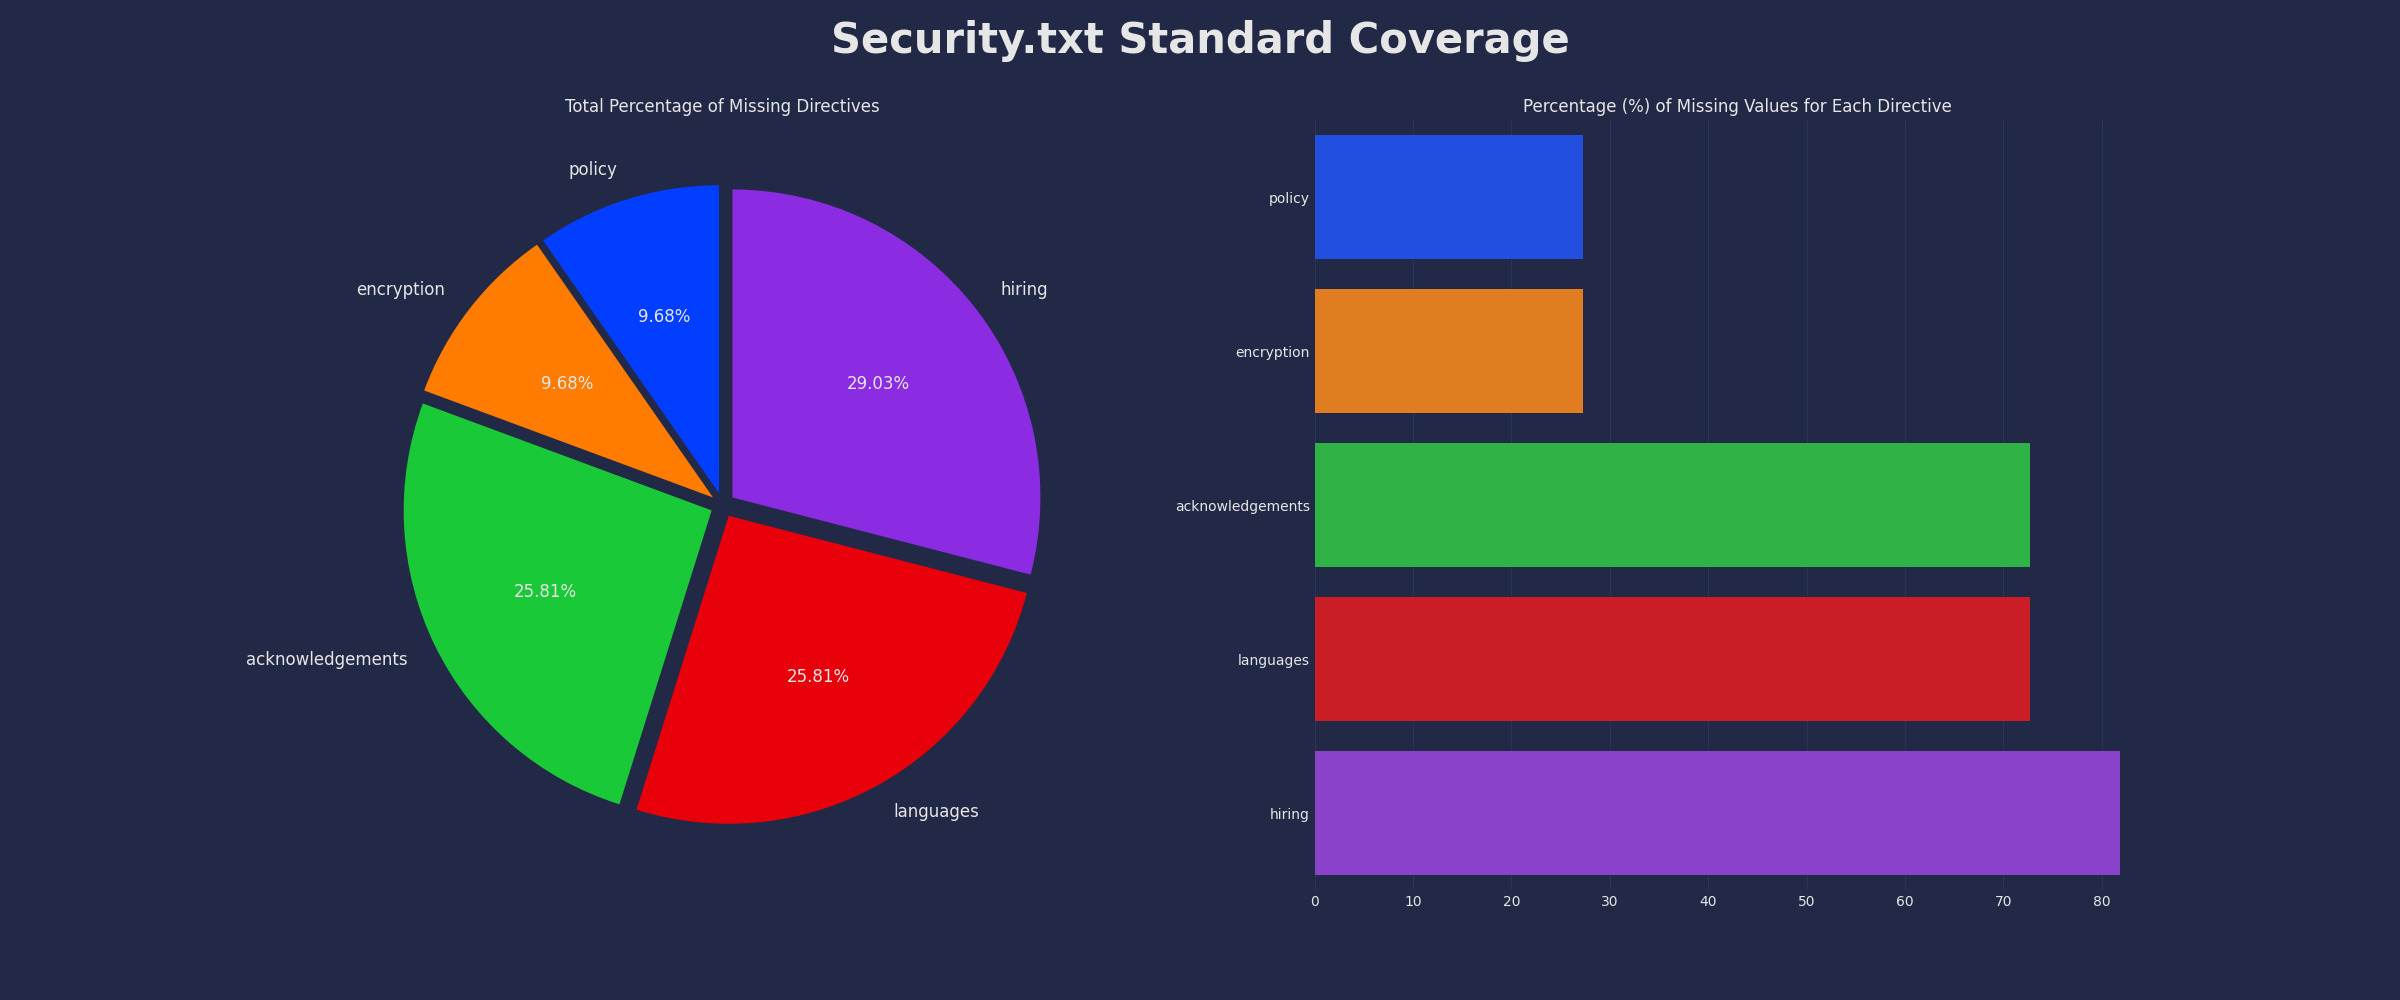 Security.txt Standard Coverage
Total Percentage of Missing Directives
policy
encryption
hiring
9.68%
9.68%
29.03%
25.81%
25.81%
acknowledgements
languages
Percentage (%) of Missing Values for Each Directive
policy
encryption
acknowledgements
languages
hiring
0 10 20 30 40 50 60 70 80